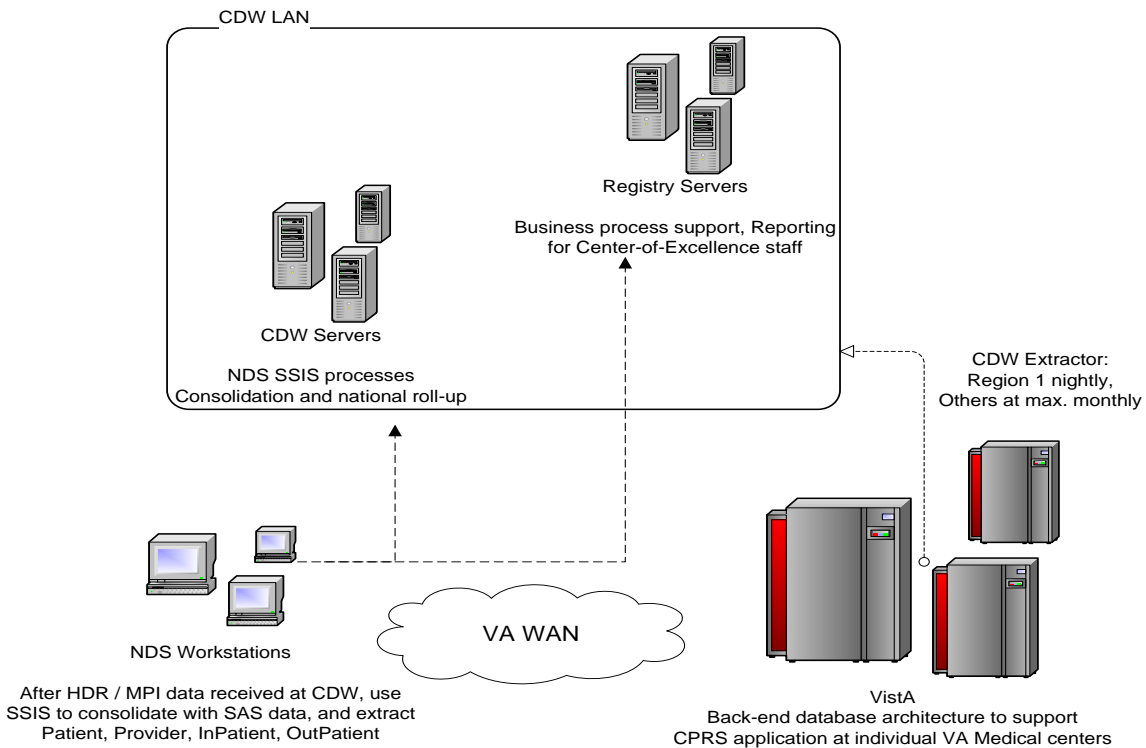 CDW LAN
Registry Servers
Business process support, Reporting
for Center-of-Excellence staff
CDW Servers
NDS SSIS processes
Consolidation and national roll-up
CDW Extractor:
Region 1 nightly,
Others at max. monthly
VA WAN
NDS Workstations
After HDR / MPI data received at CDW, use
SSIS to consolidate with SAS data, and extract
Patient, Provider, InPatient, OutPatient
VistA
Back-end database architecture to support
CPRS application at individual VA Medical centers